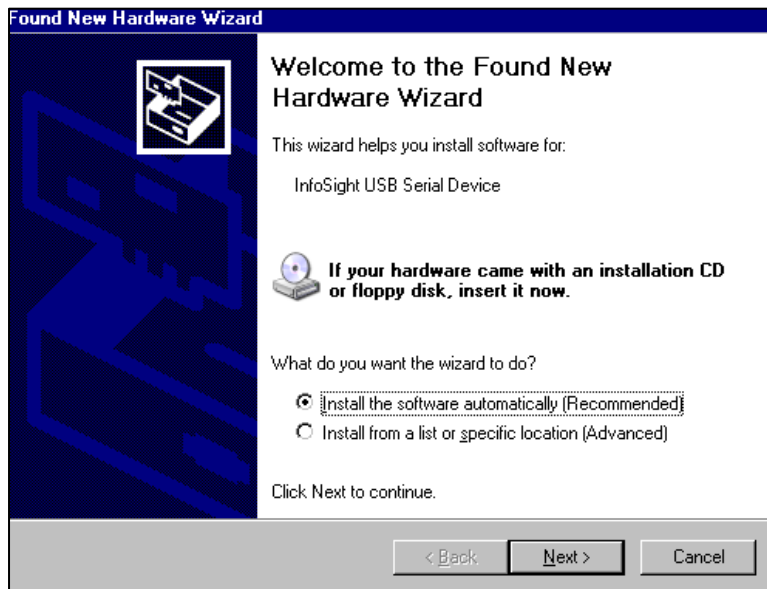 Found New Hardware Wizard
Welcome to the Found New
Hardware Wizard
This wizard helps you install software for:
InfoSight USB Serial Device
If your hardware came with an installation CD
or floppy disk, insert it now.
What do you want the wizard to do?
Install the software automatically (Recommended)
Install from a list or specific location (Advanced)
Click Next to continue.
< Back Next > Cancel